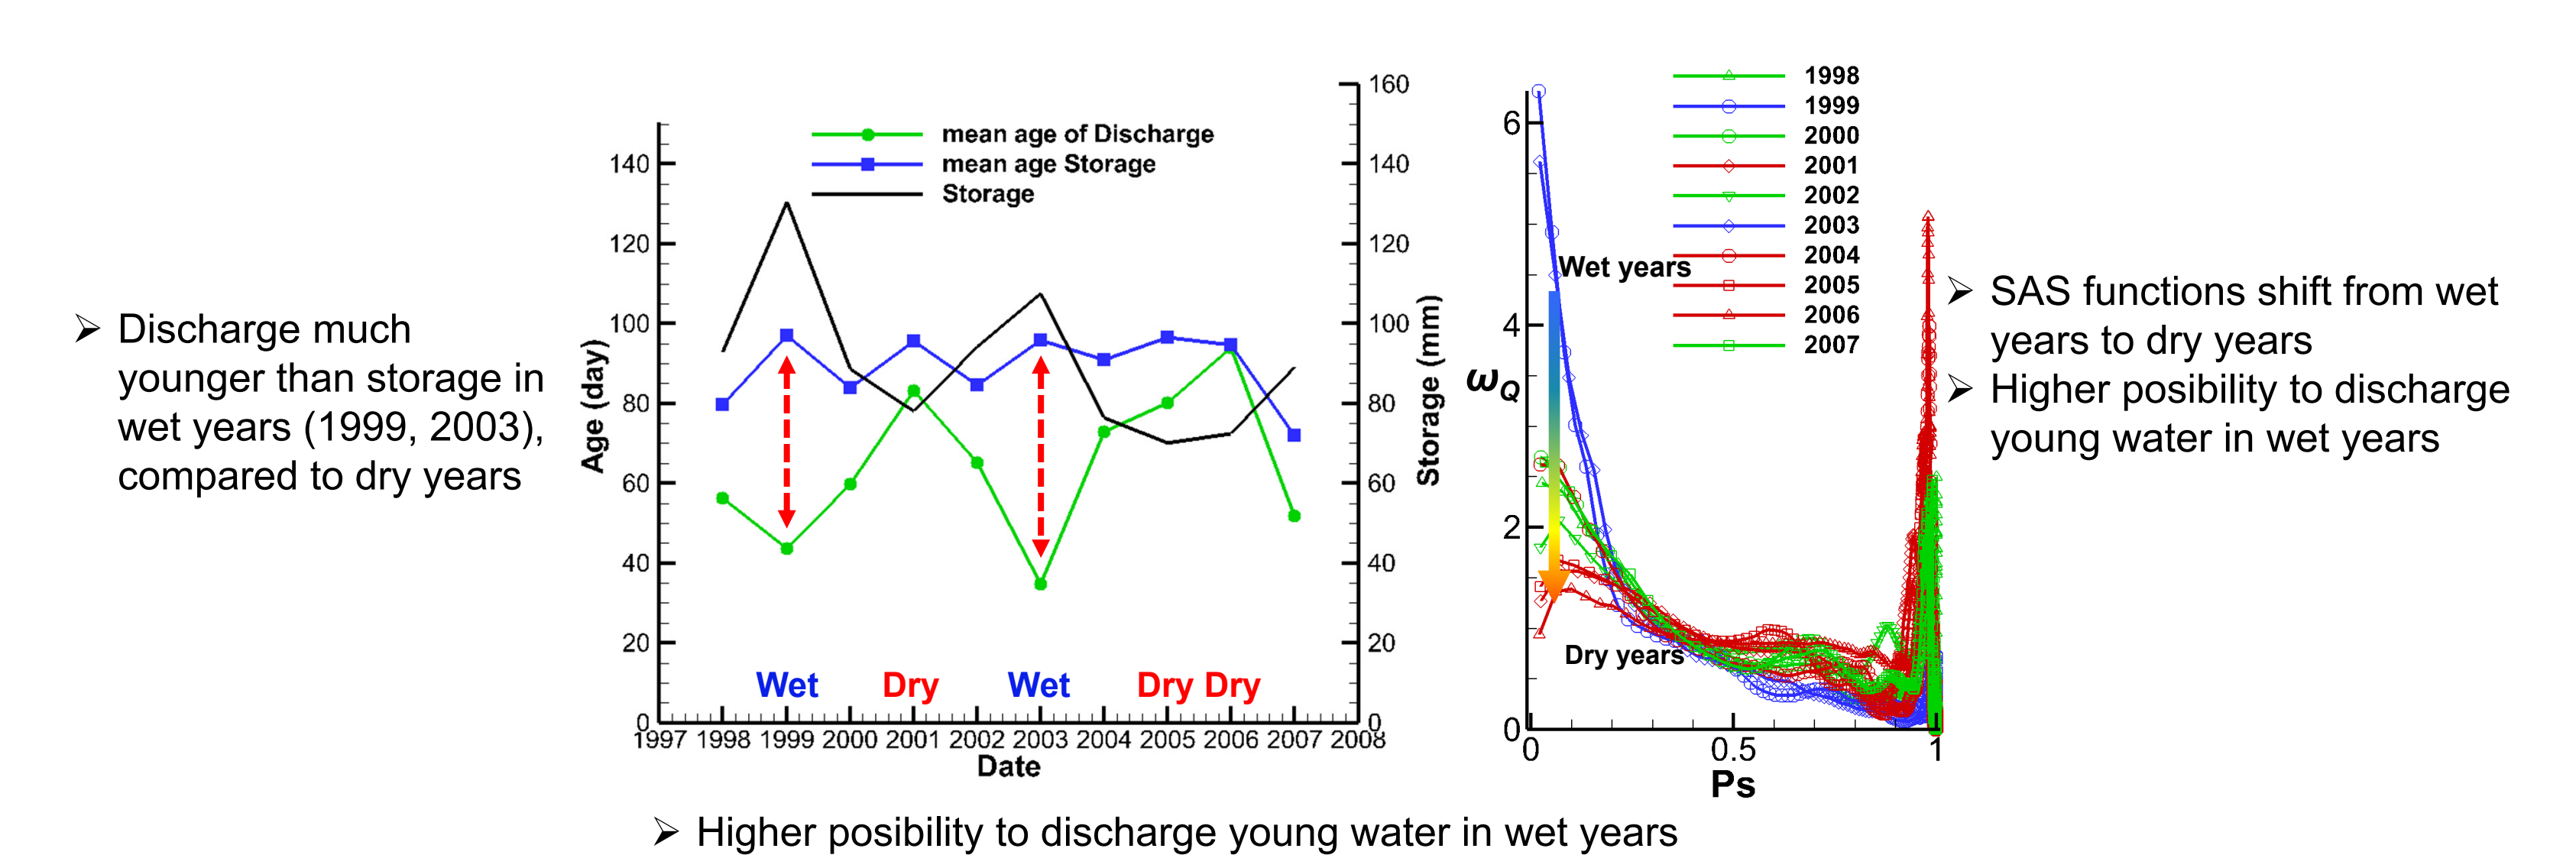 ➢ Discharge much
younger than storage in
wet years (1999, 2003),
compared to dry years
mean age of Discharge
mean age Storage
Storage
Age (day)
140
120
100
80
60
40
20
0
Storage (mm)
160
140
120
100
80
60
40
20
0
Wet
Dry
Wet
Dry
Dry
1997 1998 1999 2000 2001 2002 2003 2004 2005 2006 2007 2008
Date
1998
1999
2000
2001
2002
2003
2004
2005
2006
2007
ωQ
6
4
2
0
Wet years
Dry years
0 0.5 1
Ps
➢ SAS functions shift from wet
years to dry years
➢ Higher posibility to discharge
young water in wet years
➢ Higher posibility to discharge young water in wet years